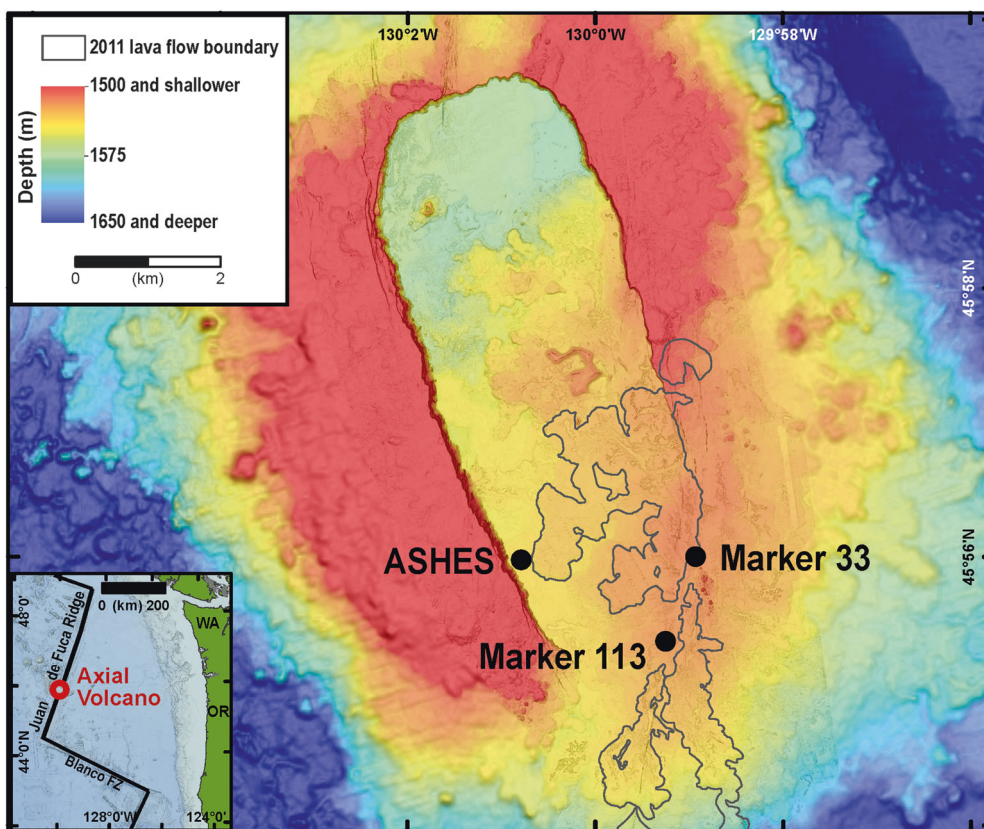 130°2'W
130°0'W
129°58'W
2011 lava flow boundary
Depth (m)
1500 and shallower
1575
1650 and deeper
0
(km)
2
45°58'N
45°56'N
ASHES
Marker 33
Marker 113
0 (km) 200
48°0'
44°0'N
WA
OR
Juan de Fuca Ridge
Axial
Volcano
Blanco FZ
128°0'W
124°0'